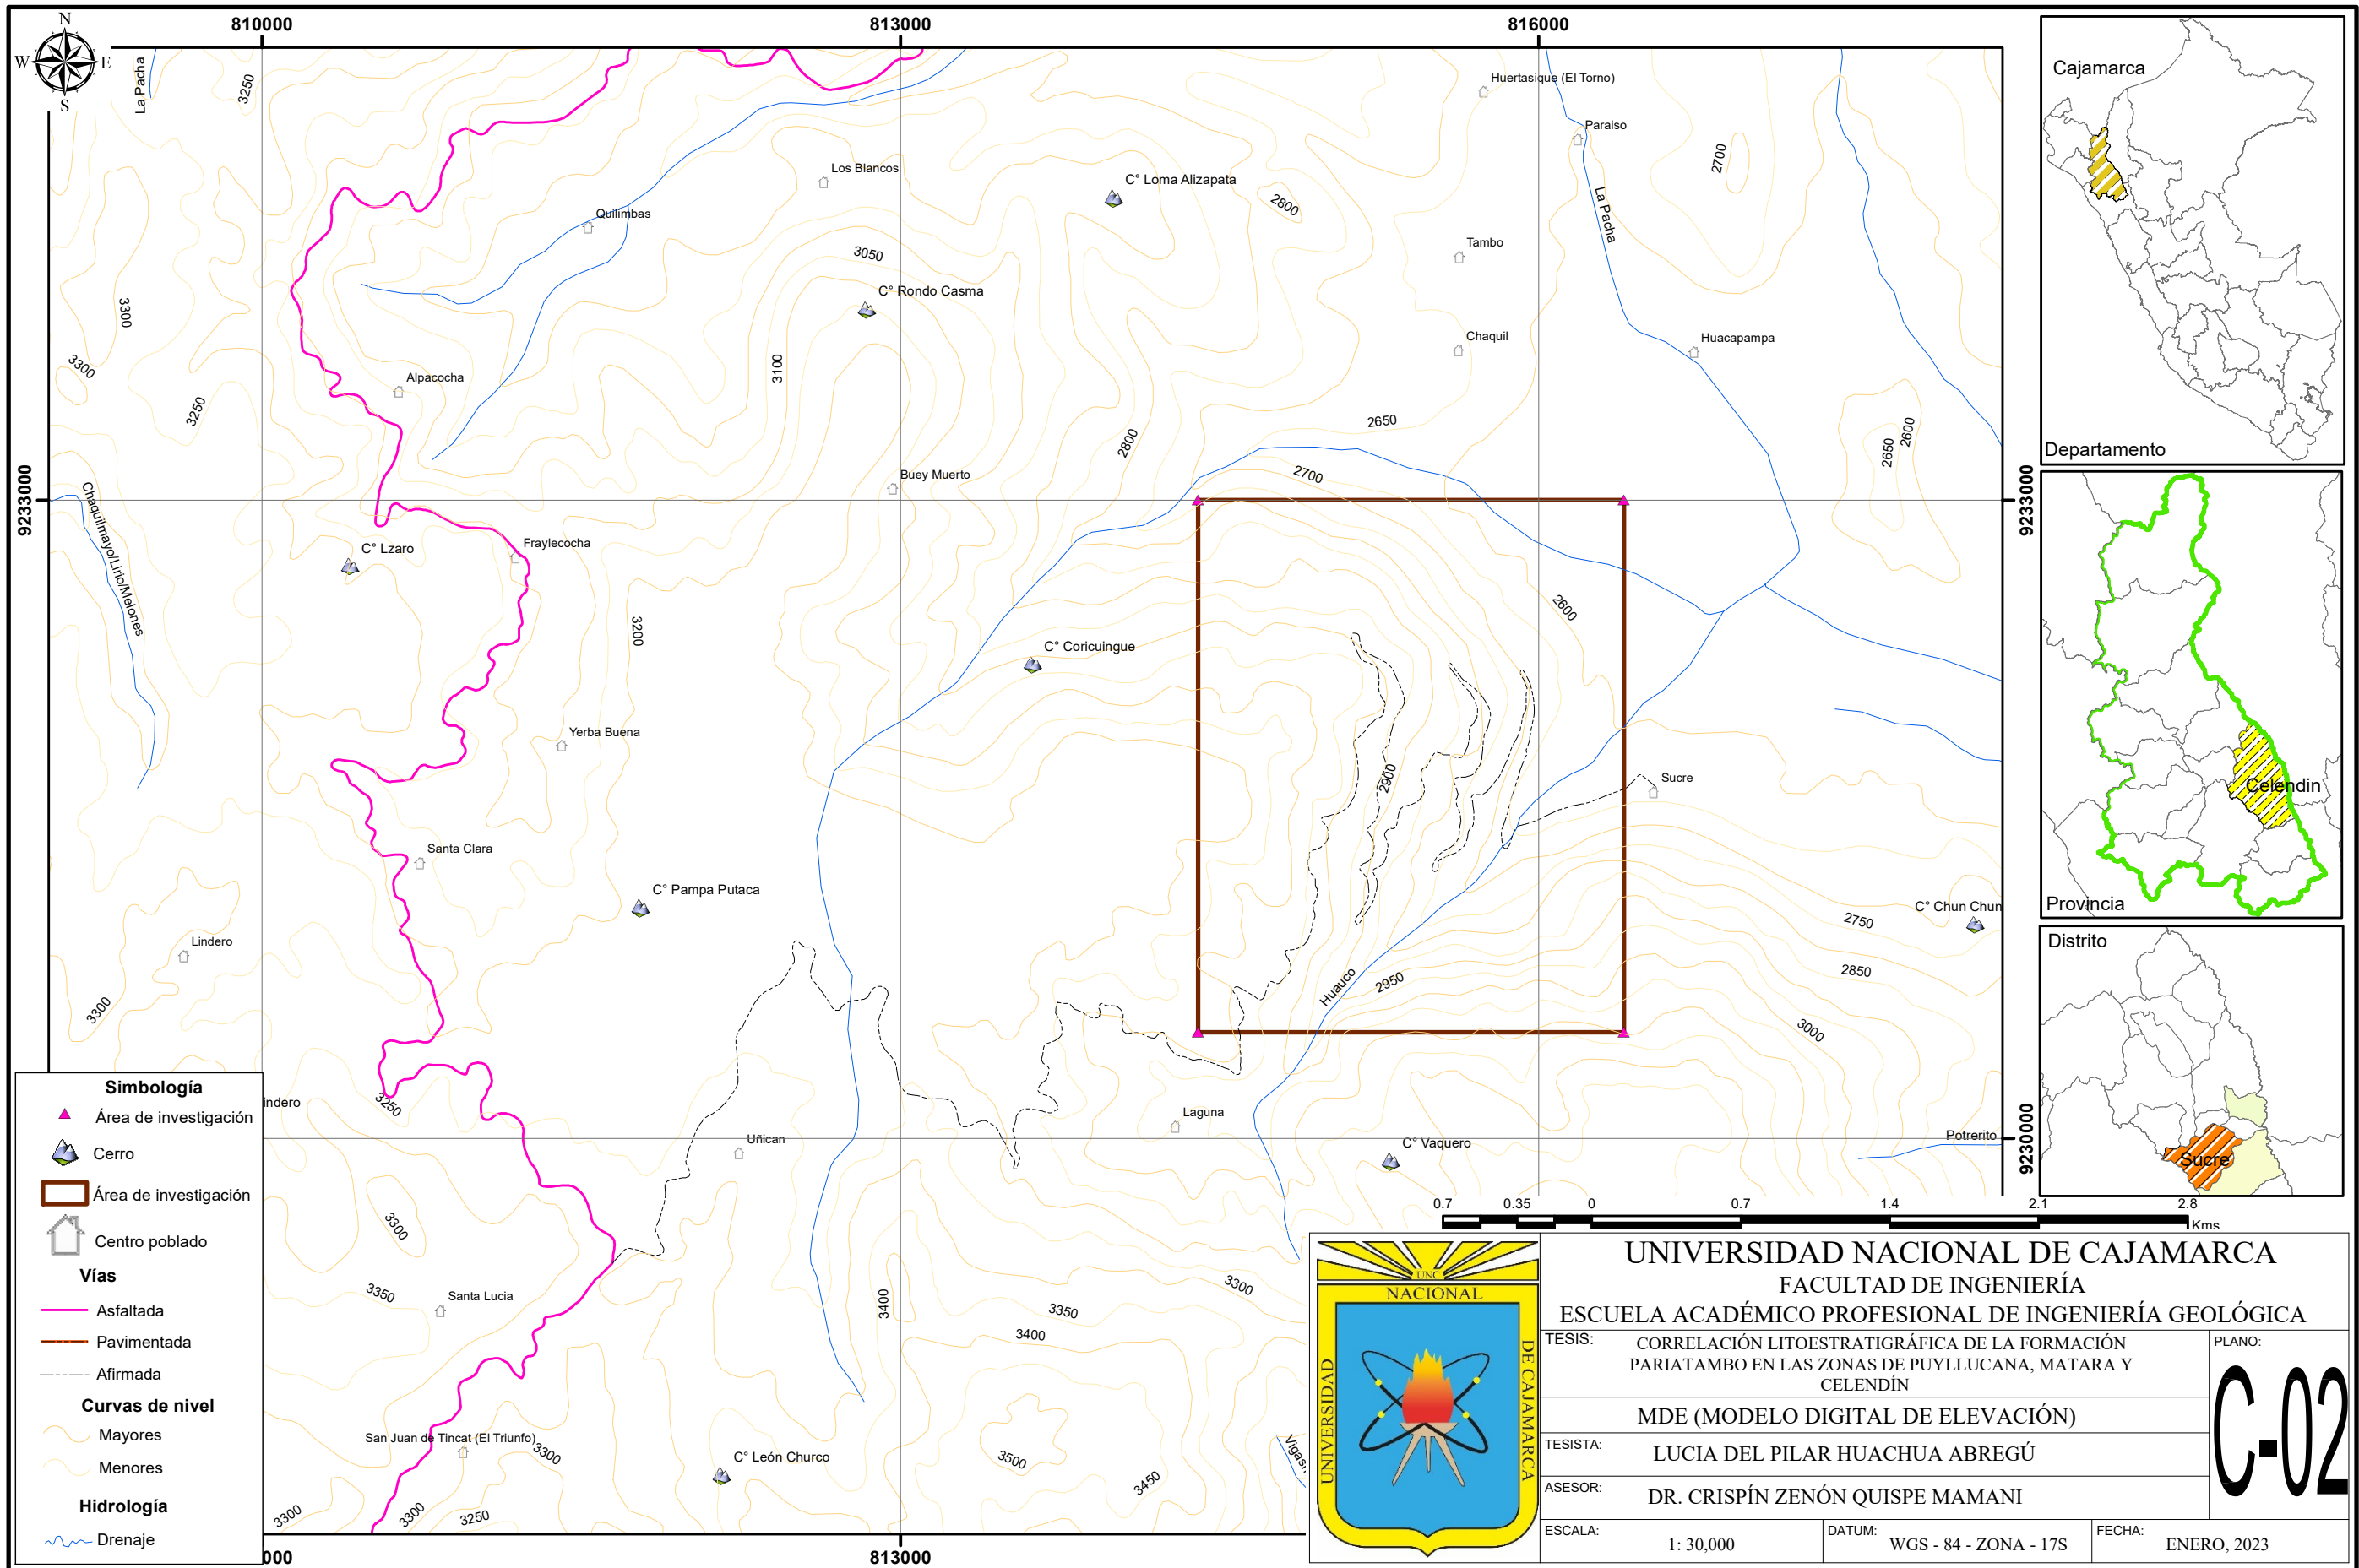 810000
813000
816000
N
W
E
S
La Pacha
3250
Huertasique (El Torno)
Paraiso
2700
Los Blancos
C° Loma Alizapata
Quilimbas
2800
La Pacha
3050
Tambo
C° Rondo Casma
3300
Chaquil
Huacapampa
3300
3100
Alpacocha
3250
2650
2800
2650
2600
Buey Muerto
2700
9233000
9233000
Chaquilmayo/Lirio/Melones
C° Lzaro
Fraylecocha
2600
3200
C° Coricuingue
Yerba Buena
2900
Sucre
Santa Clara
C° Pampa Putaca
C° Chun Chun
2750
Lindero
2850
2950
Huauco
3300
3000
indero
3250
Laguna
Uñican
C° Vaquero
Potrerito
9230000
3300
3350
Santa Lucia
3400
3300
3350
3400
San Juan de Tincat (El Triunfo)
3300
C° León Churco
3500
3450
3300
3300
3250
000
813000
Cajamarca
Departamento
Celendin
Provincia
Distrito
Sucre
Simbología
Área de investigación
Cerro
Área de investigación
Centro poblado
Vías
Asfaltada
Pavimentada
Afirmada
Curvas de nivel
Mayores
Menores
Hidrología
Drenaje
0.7 0.35 0 0.7 1.4 2.1 2.8
Kms
UNC
NACIONAL
UNIVERSIDAD
DE CAJAMARCA
UNIVERSIDAD NACIONAL DE CAJAMARCA
FACULTAD DE INGENIERÍA
ESCUELA ACADÉMICO PROFESIONAL DE INGENIERÍA GEOLÓGICA
TESIS: CORRELACIÓN LITOESTRATIGRÁFICA DE LA FORMACIÓN
PARIATAMBO EN LAS ZONAS DE PUYLLUCANA, MATARA Y
CELENDÍN
PLANO:
C-02
MDE (MODELO DIGITAL DE ELEVACIÓN)
TESISTA: LUCIA DEL PILAR HUACHUA ABREGÚ
ASESOR: DR. CRISPÍN ZENÓN QUISPE MAMANI
ESCALA: 1: 30,000
DATUM: WGS - 84 - ZONA - 17S
FECHA: ENERO, 2023